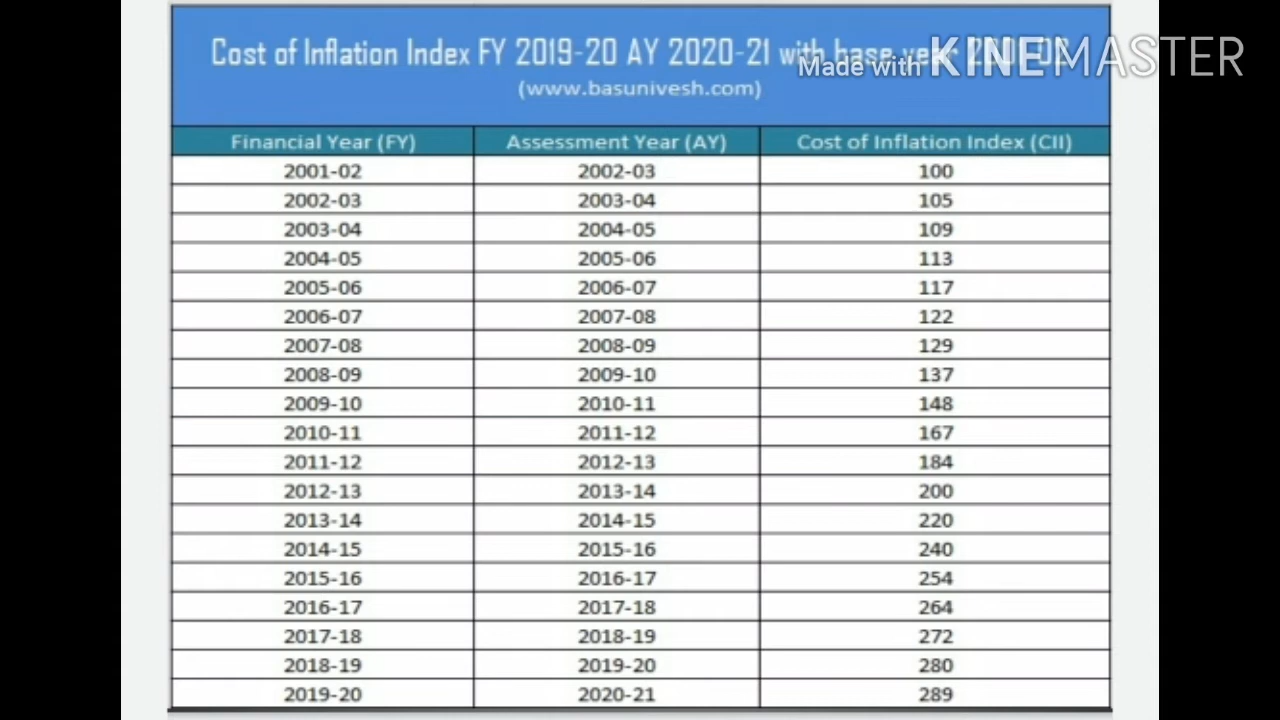 Cost of Inflation Index FY 2019-20 AY 2020-21 with base year
Made with KINEMASTER
(www.basunivesh.com)
Financial Year (FY) Assessment Year (AY) Cost of Inflation Index (CII)
2001-02 2002-03 100
2002-03 2003-04 105
2003-04 2004-05 109
2004-05 2005-06 113
2005-06 2006-07 117
2006-07 2007-08 122
2007-08 2008-09 129
2008-09 2009-10 137
2009-10 2010-11 148
2010-11 2011-12 167
2011-12 2012-13 184
2012-13 2013-14 200
2013-14 2014-15 220
2014-15 2015-16 240
2015-16 2016-17 254
2016-17 2017-18 264
2017-18 2018-19 272
2018-19 2019-20 280
2019-20 2020-21 289